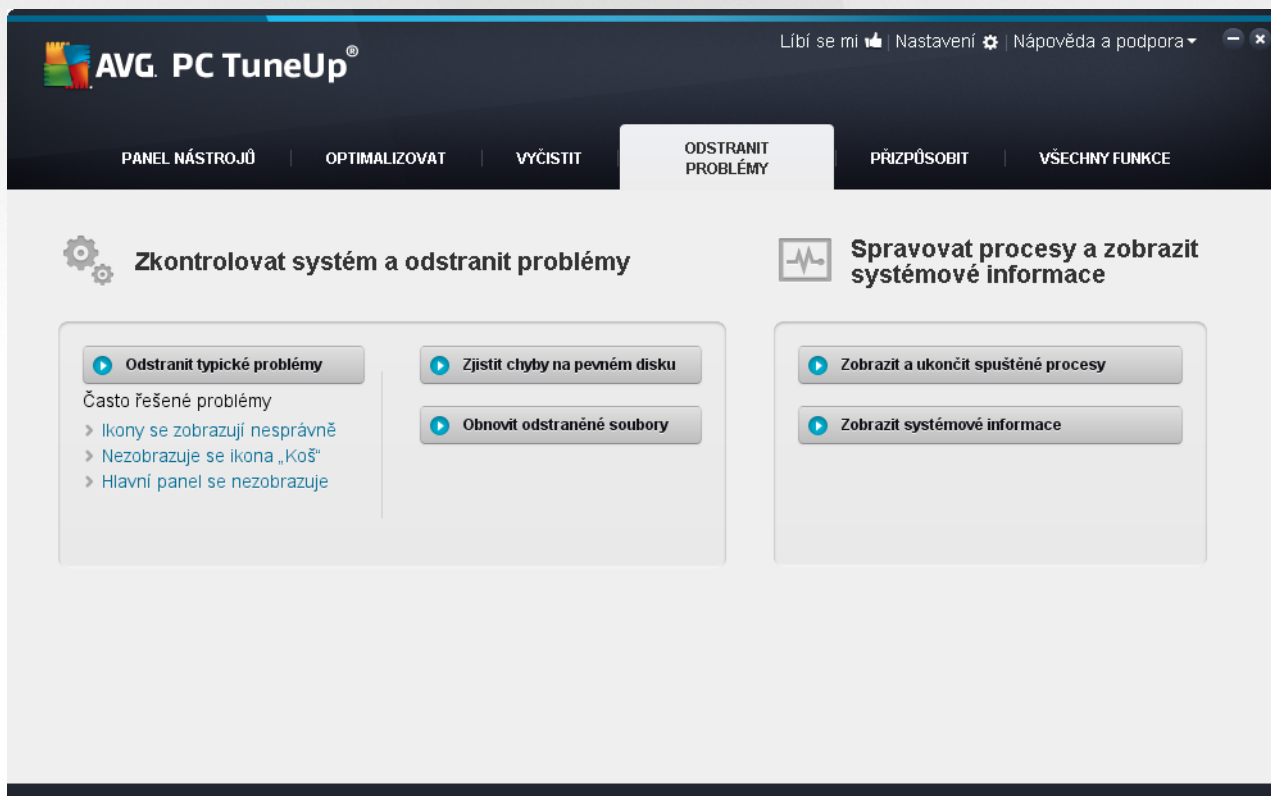 AVG. PC TuneUp®
Líbí se mi | Nastavení | Nápověda a podpora
PANEL NÁSTROJŮ
OPTIMALIZOVAT
VYČISTIT
ODSTRANIT
PROBLÉMY
PŘIZPŮSOBIT
VŠECHNY FUNKCE
Zkontrolovat systém a odstranit problémy
Odstranit typické problémy
Často řešené problémy
Ikony se zobrazují nesprávně
Nezobrazuje se ikona „Koš“
Hlavní panel se nezobrazuje
Zjistit chyby na pevném disku
Obnovit odstraněné soubory
Spravovat procesy a zobrazit
systémové informace
Zobrazit a ukončit spuštěné procesy
Zobrazit systémové informace